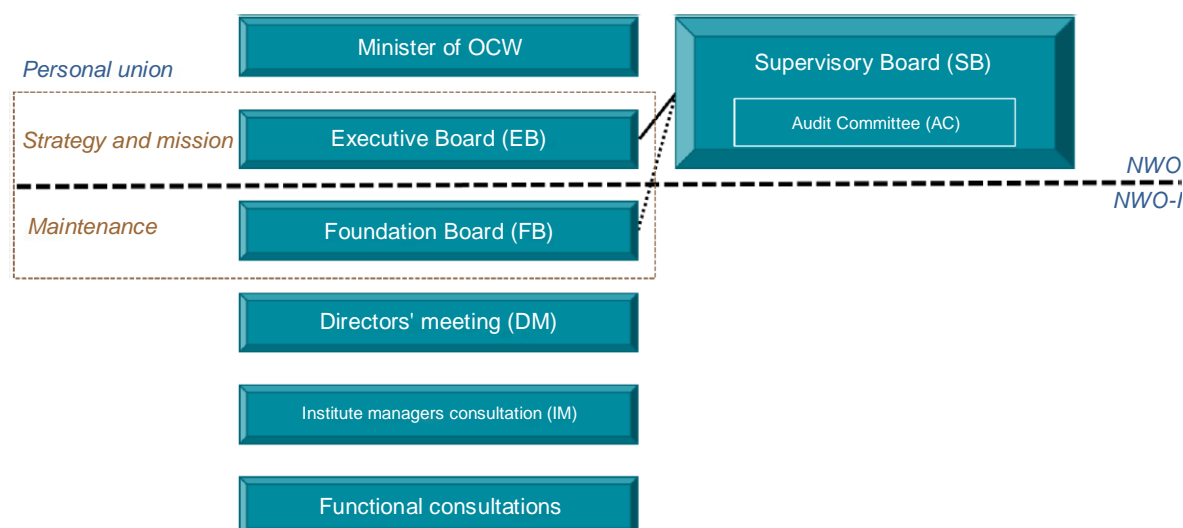 Minister of OCW
Supervisory Board (SB)
Personal union
Audit Committee (AC)
Strategy and mission
Executive Board (EB)
NWO
NWO-I
Maintenance
Foundation Board (FB)
Directors' meeting (DM)
Institute managers consultation (IM)
Functional consultations